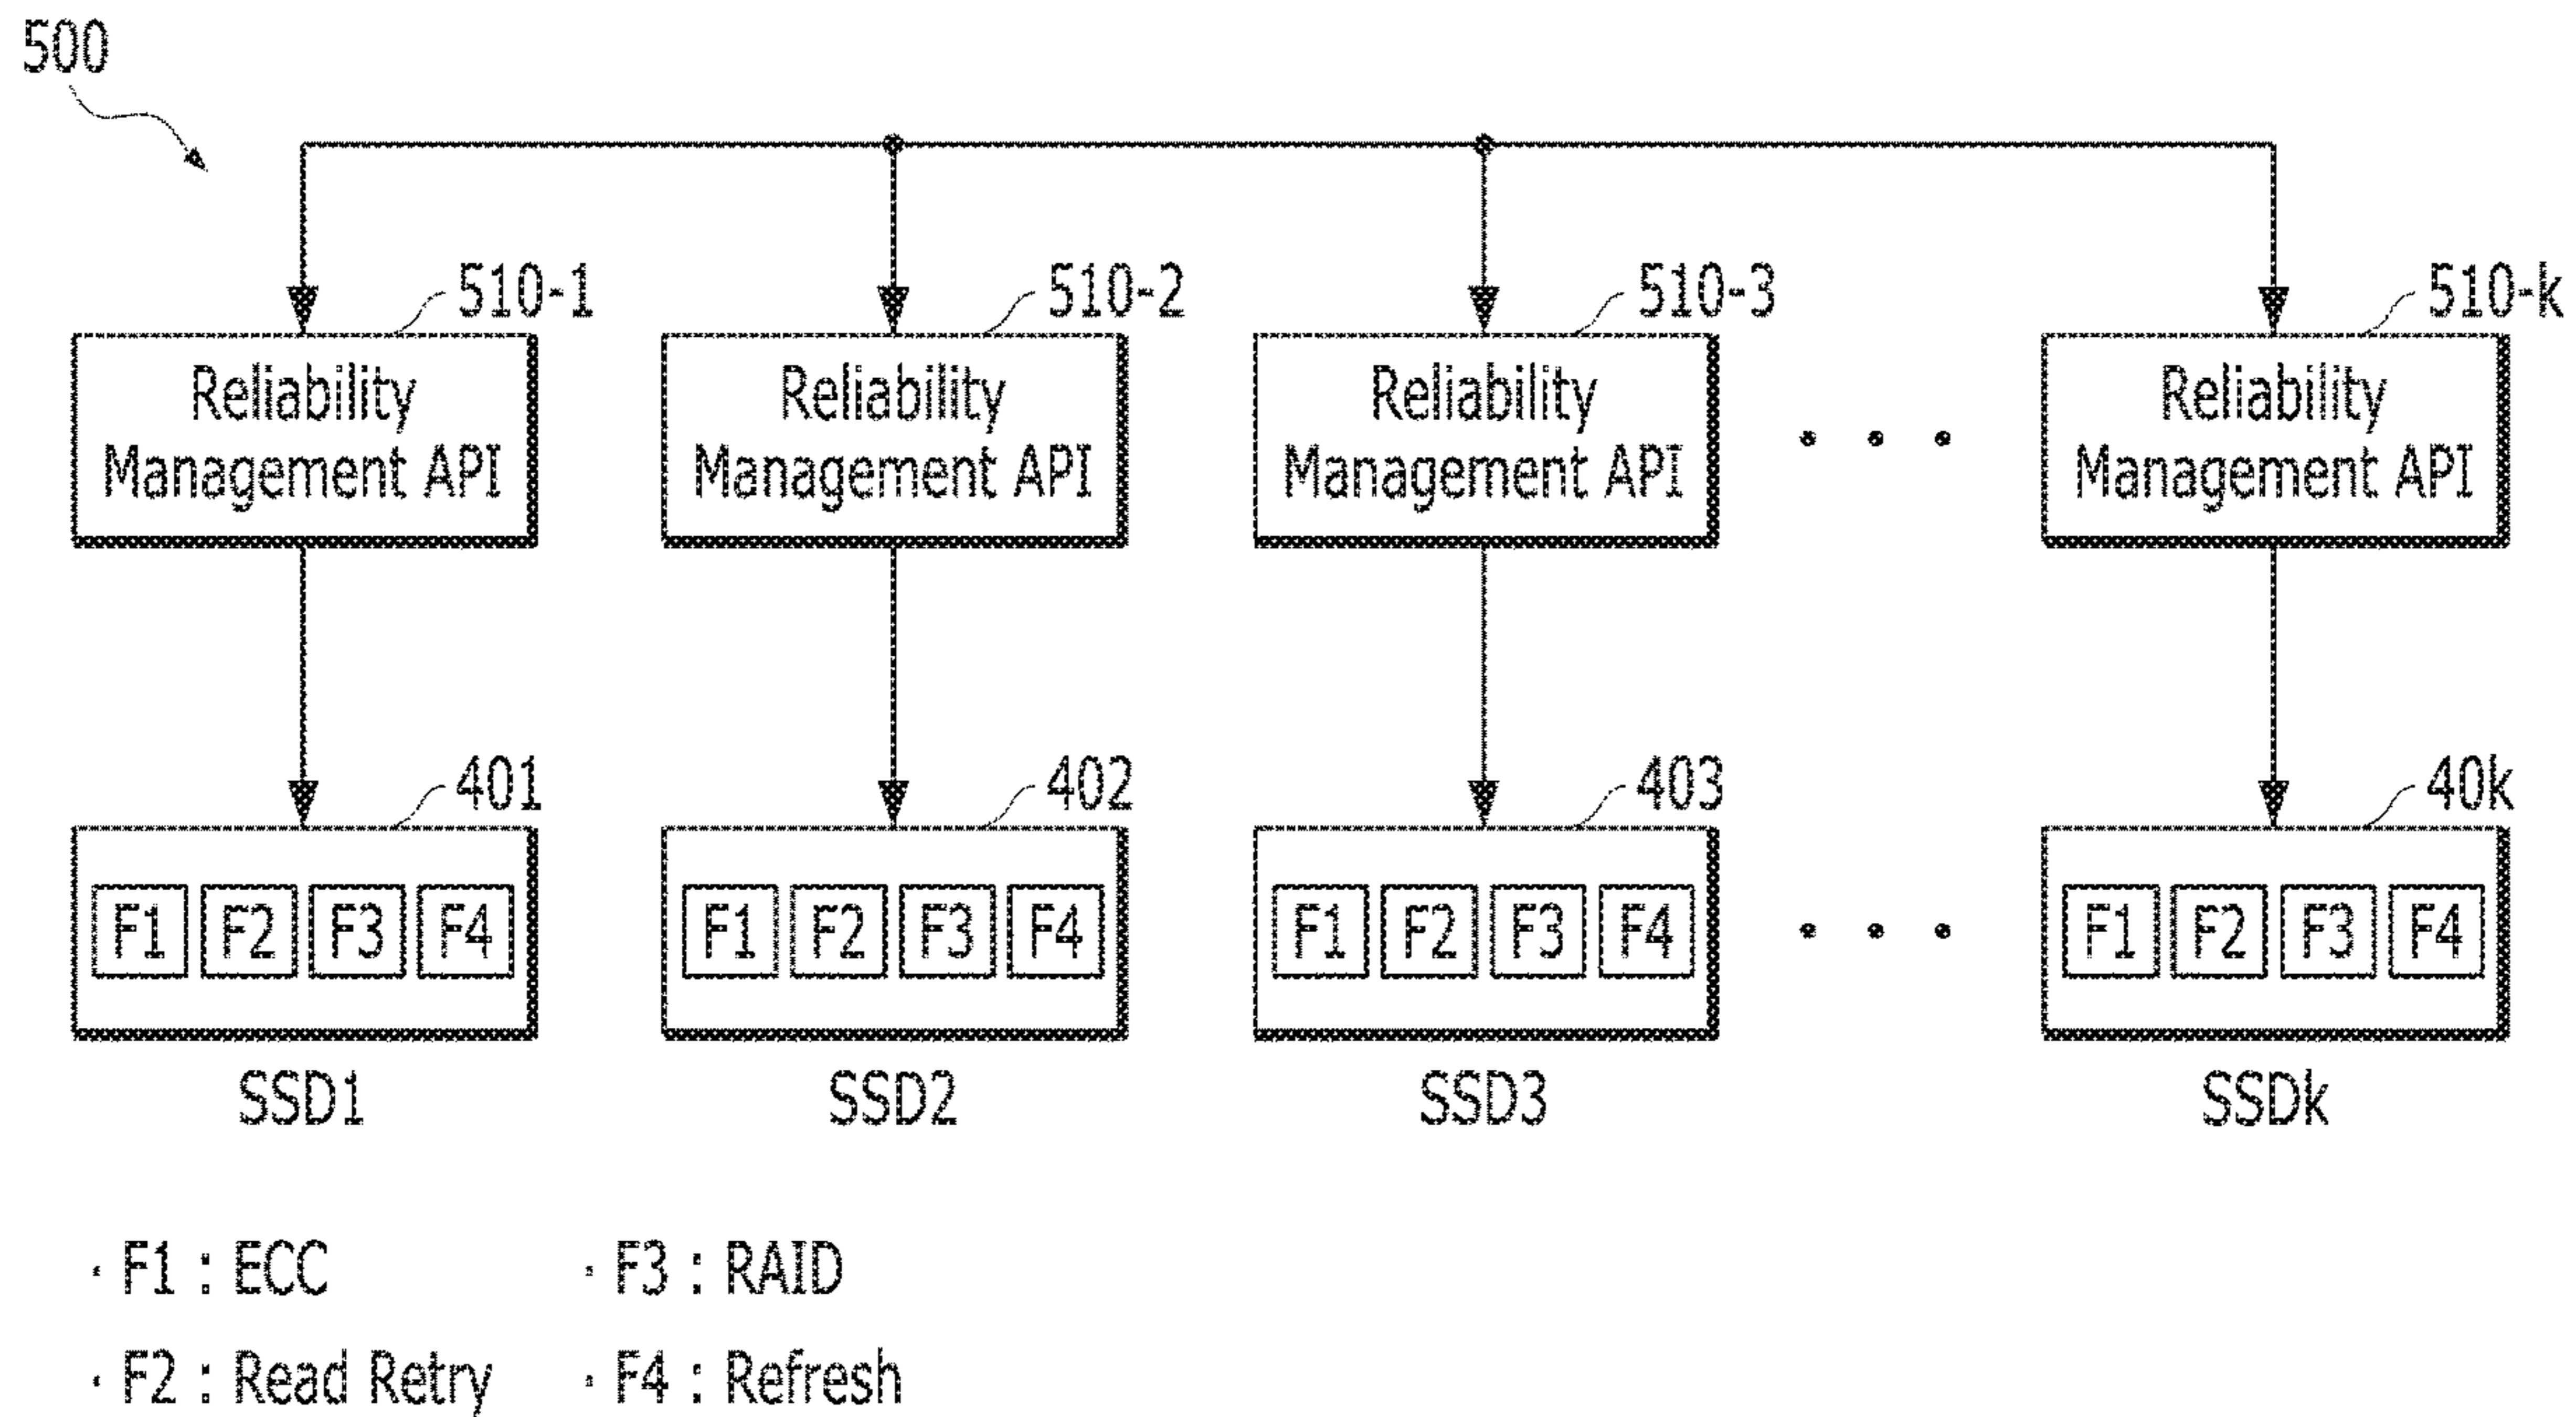 500
510-1 510-2 510-3 510-k
Reliability Reliability Reliability Reliability
Management API Management API Management API Management API
401 402 403 40k
F1 F2 F3 F4 F1 F2 F3 F4 F1 F2 F3 F4 F1 F2 F3 F4
SSD1 SSD2 SSD3 SSDk
· F1 : ECC · F3 : RAID
· F2 : Read Retry · F4 : Refresh